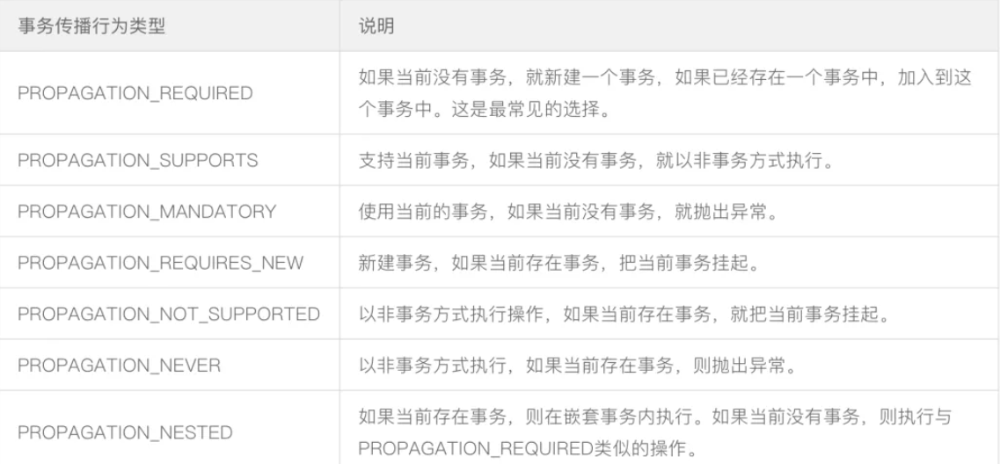 事务传播行为类型 说明
PROPAGATION_REQUIRED 如果当前没有事务，就新建一个事务，如果已经存在一个事务中，加入到这
个事务中。这是最常见的选择。
PROPAGATION_SUPPORTS 支持当前事务，如果当前没有事务，就以非事务方式执行。
PROPAGATION_MANDATORY 使用当前的事务，如果当前没有事务，就抛出异常。
PROPAGATION_REQUIRES_NEW 新建事务，如果当前存在事务，把当前事务挂起。
PROPAGATION_NOT_SUPPORTED 以非事务方式执行操作，如果当前存在事务，就把当前事务挂起。
PROPAGATION_NEVER 以非事务方式执行，如果当前存在事务，则抛出异常。
PROPAGATION_NESTED 如果当前存在事务，则在嵌套事务内执行。如果当前没有事务，则执行与
PROPAGATION_REQUIRED类似的操作。